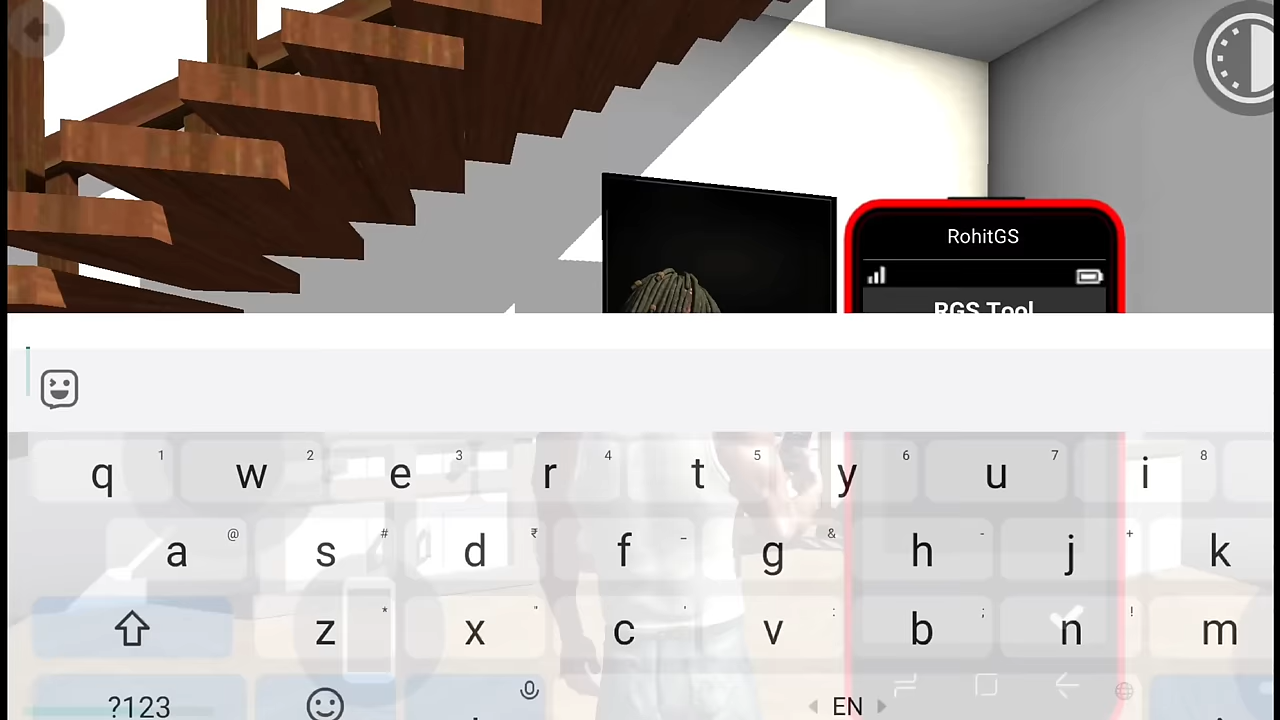 RohitGS
RGS Tool
q 1 w 2 e 3 r 4 t 5 y 6 u 7 i 8
a @ s # d ₹ f _ g & h - j + k
z * x " c ' v : b ; n ! m
?123 EN